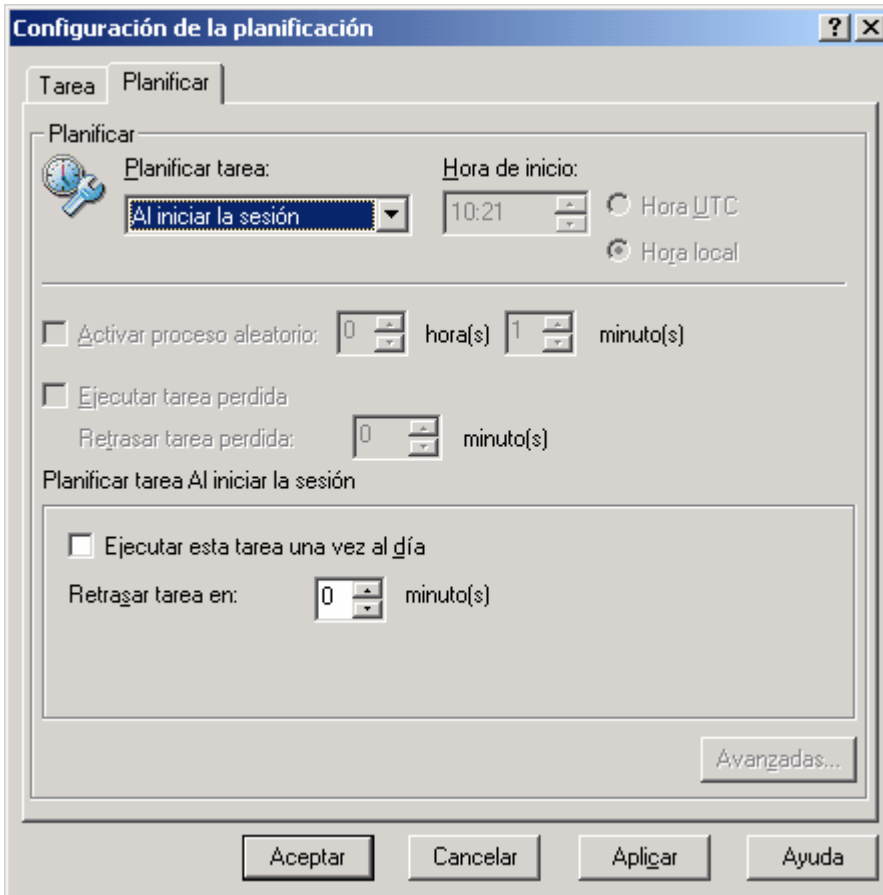 Configuración de la planificación
Tarea Planificar
Planificar
Planificar tarea: Hora de inicio:
Al iniciar la sesión 10:21 Hora UTC
Hora local
Activar proceso aleatorio: 0 hora(s) 1 minuto(s)
Ejecutar tarea perdida
Retrasar tarea perdida: 0 minuto(s)
Planificar tarea Al iniciar la sesión
Ejecutar esta tarea una vez al día
Retrasar tarea en: 0 minuto(s)
Avanzadas...
Aceptar Cancelar Aplicar Ayuda